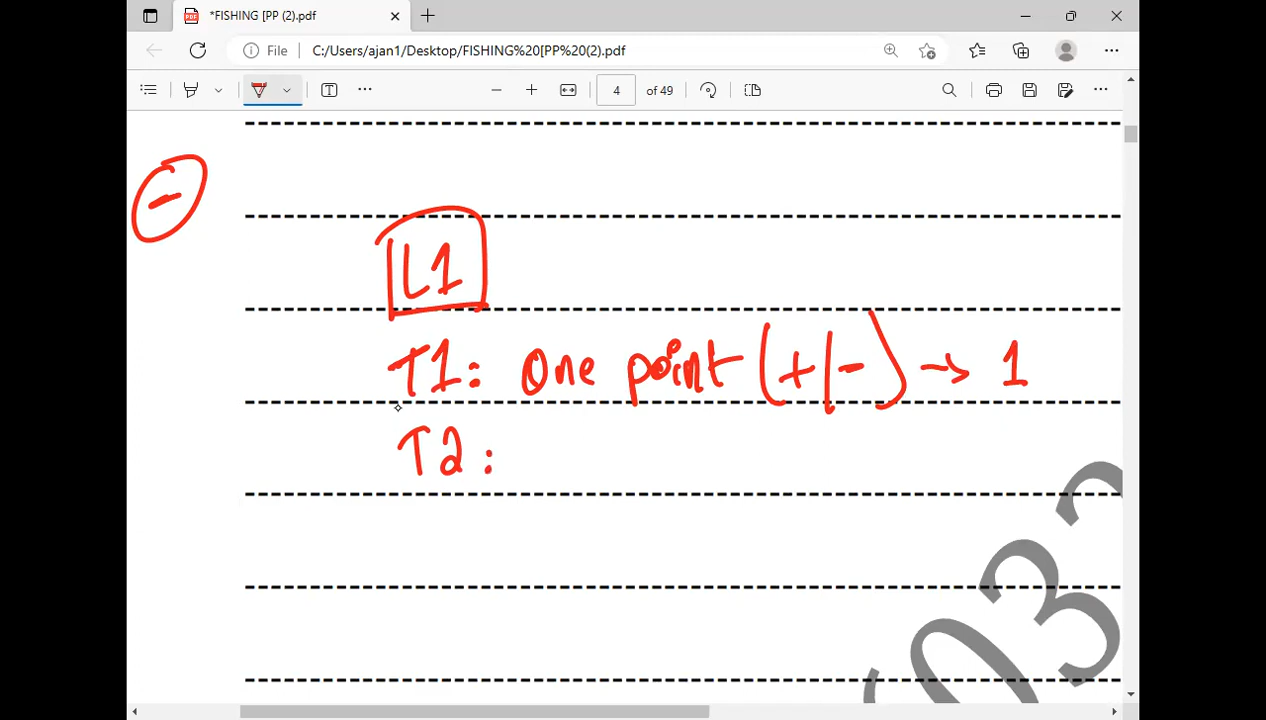 *FISHING [PP (2).pdf
File C:/Users/ajan1/Desktop/FISHING%20[PP%20(2).pdf
4 of 49
L1
T1: One point (+|-) → 1
T2: